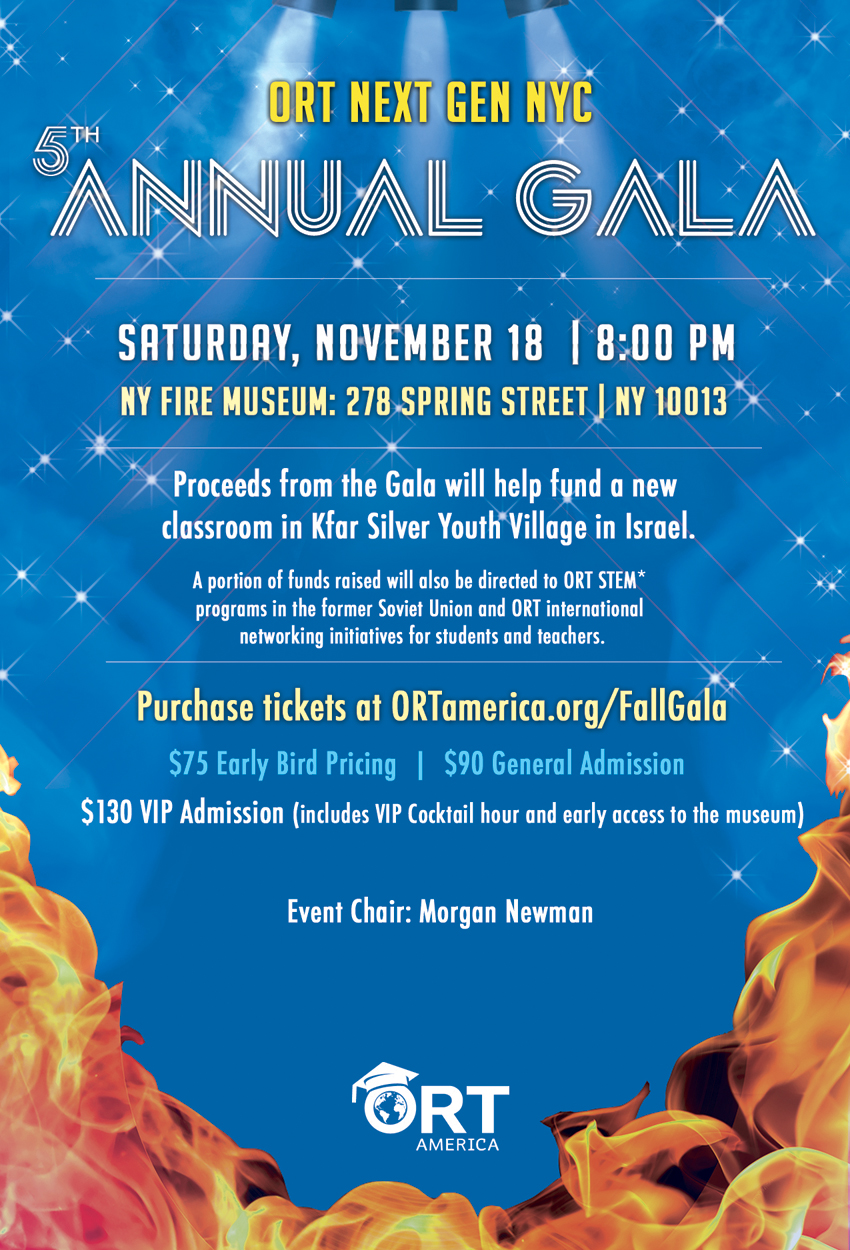 ORT NEXT GEN NYC
5TH
ANNUAL GALA
SATURDAY, NOVEMBER 18 | 8:00 PM
NY FIRE MUSEUM: 278 SPRING STREET | NY 10013
Proceeds from the Gala will help fund a new
classroom in Kfar Silver Youth Village in Israel.
A portion of funds raised will also be directed to ORT STEM*
programs in the former Soviet Union and ORT international
networking initiatives for students and teachers.
Purchase tickets at ORTamerica.org/FallGala
$75 Early Bird Pricing | $90 General Admission
$130 VIP Admission (includes VIP Cocktail hour and early access to the museum)
Event Chair: Morgan Newman
ORT
AMERICA